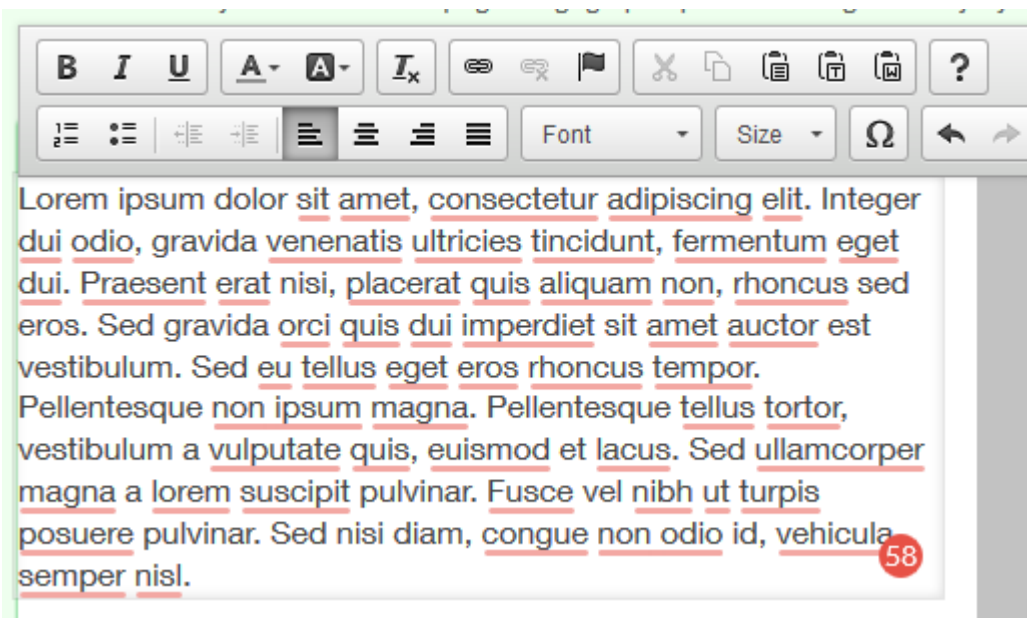 B I U A A Ix ?
Font Size Ω
Lorem ipsum dolor sit amet, consectetur adipiscing elit. Integer
dui odio, gravida venenatis ultricies tincidunt, fermentum eget
dui. Praesent erat nisi, placerat quis aliquam non, rhoncus sed
eros. Sed gravida orci quis dui imperdiet sit amet auctor est
vestibulum. Sed eu tellus eget eros rhoncus tempor.
Pellentesque non ipsum magna. Pellentesque tellus tortor,
vestibulum a vulputate quis, euismod et lacus. Sed ullamcorper
magna a lorem suscipit pulvinar. Fusce vel nibh ut turpis
posuere pulvinar. Sed nisi diam, congue non odio id, vehicula
58
semper nisl.